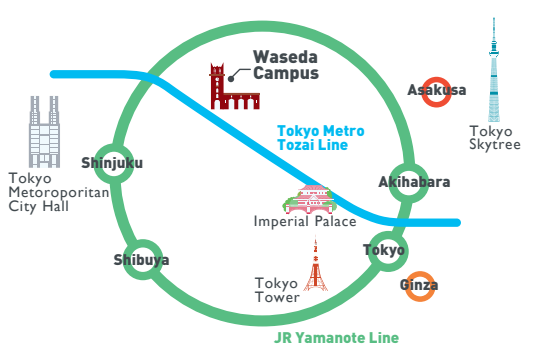 Waseda
Campus
Asakusa
Tokyo
Skytree
Tokyo Metro
Tozai Line
Shinjuku
Tokyo
Metoroporitan
City Hall
Akihabara
Imperial Palace
Tokyo
Shibuya
Tokyo
Tower
Ginza
JR Yamanote Line